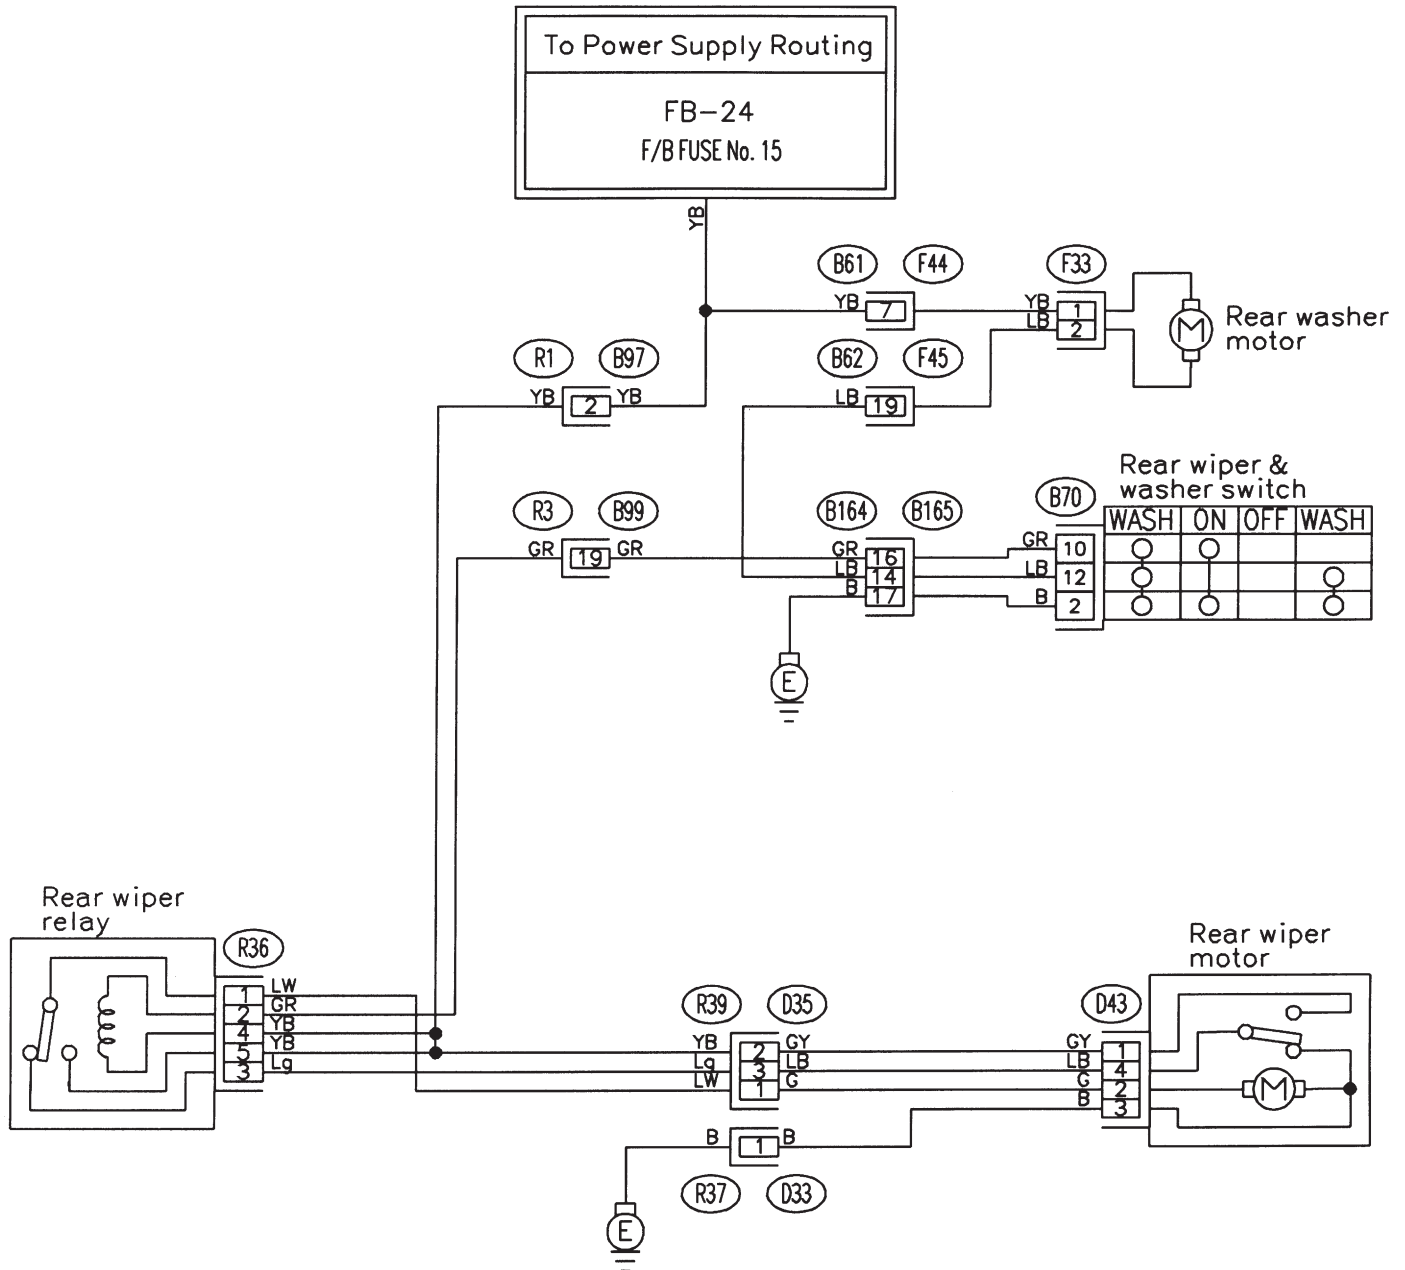 To Power Supply Routing
FB-24
F/B FUSE No. 15
YB
B61 F44 F33
YB 7 YB 1
LB 2
Rear washer
motor
R1 B97 B62 F45
YB 2 YB LB 19
Rear wiper &
washer switch
R3 B99 B164 B165 B70
WASH ON OFF WASH
GR 19 GR GR 16 GR 10
LB 14 LB 12
B 17 B 2
E
Rear wiper
relay
R36
Rear wiper
motor
R39 D35 D43
1 LW
2 GR
4 YB
5 YB YB 2 GY GY 1
3 Lg Lg 3 LB LB 4
LW 1 G G 2
B 3
B 1 B
R37 D33
E
M
M